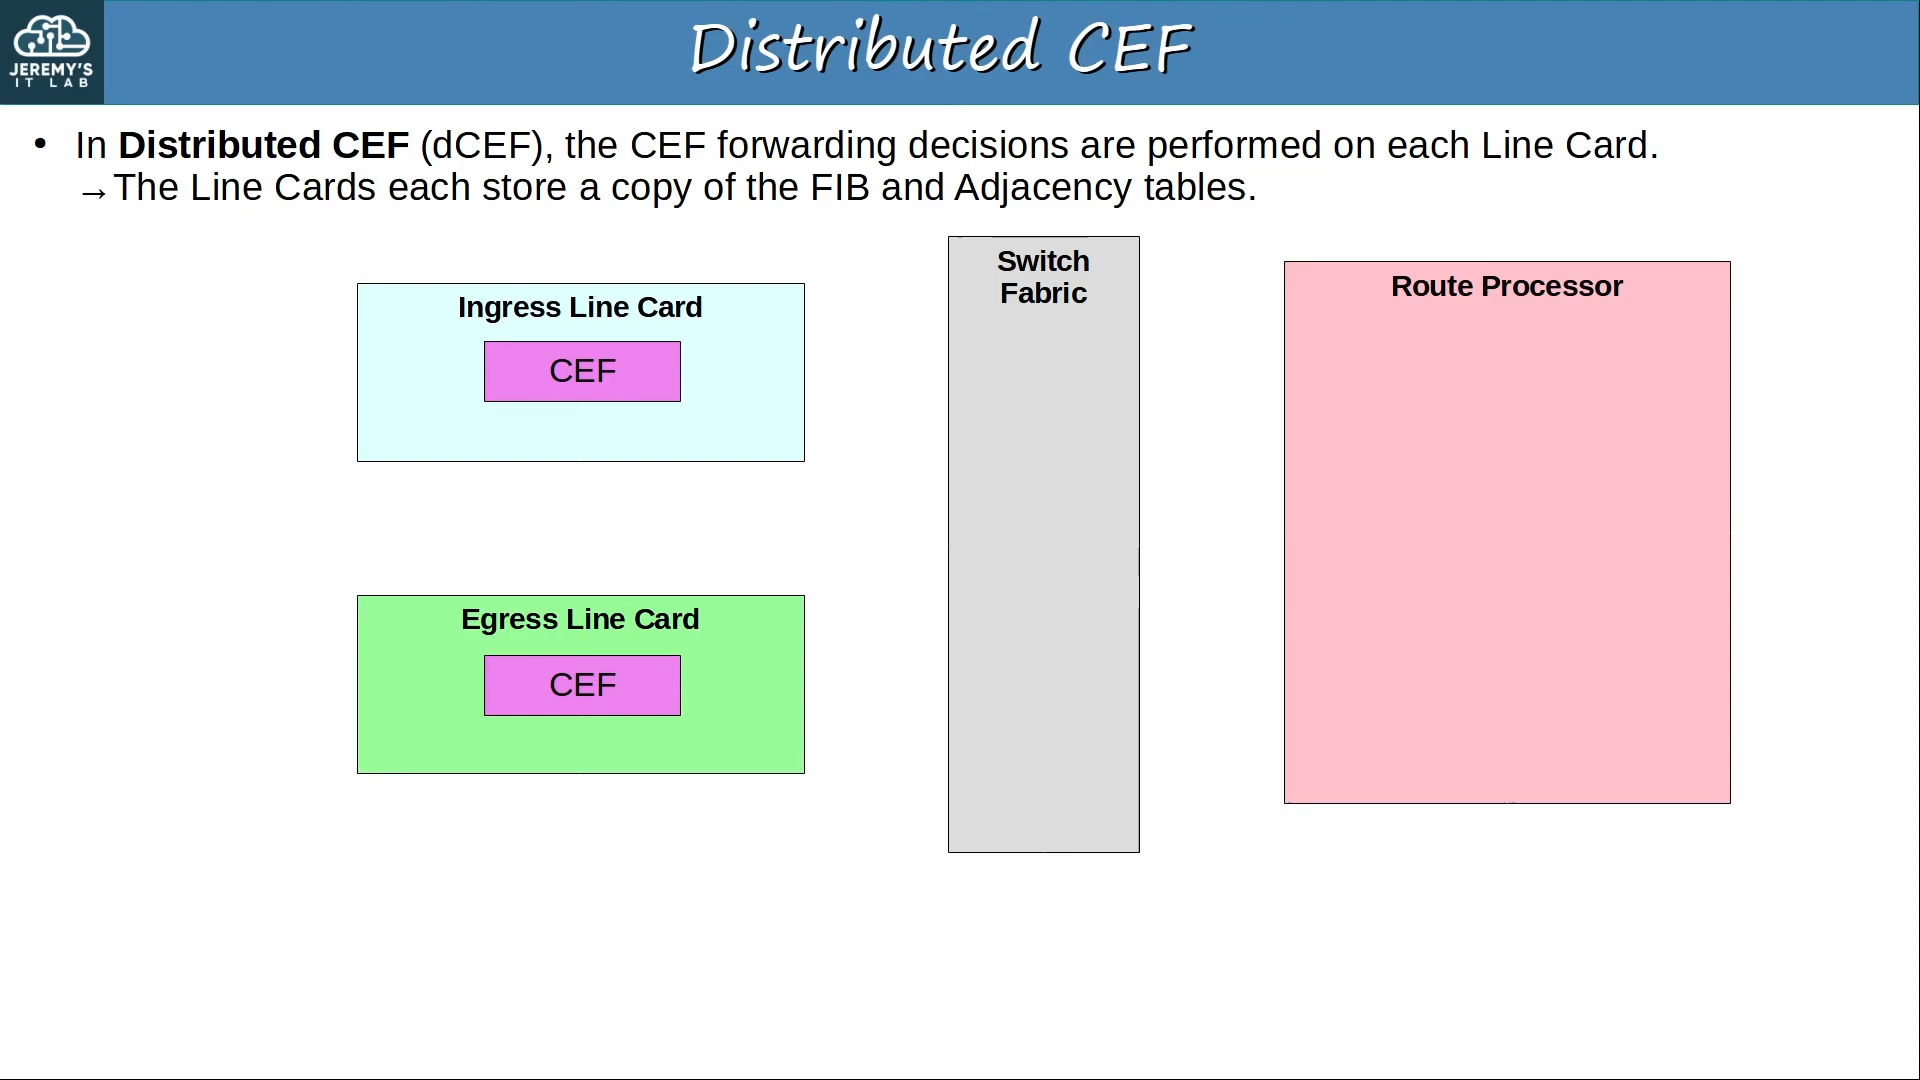 JEREMY'S
IT LAB
Distributed CEF
• In Distributed CEF (dCEF), the CEF forwarding decisions are performed on each Line Card.
→The Line Cards each store a copy of the FIB and Adjacency tables.
Switch
Fabric
Route Processor
Ingress Line Card
CEF
Egress Line Card
CEF